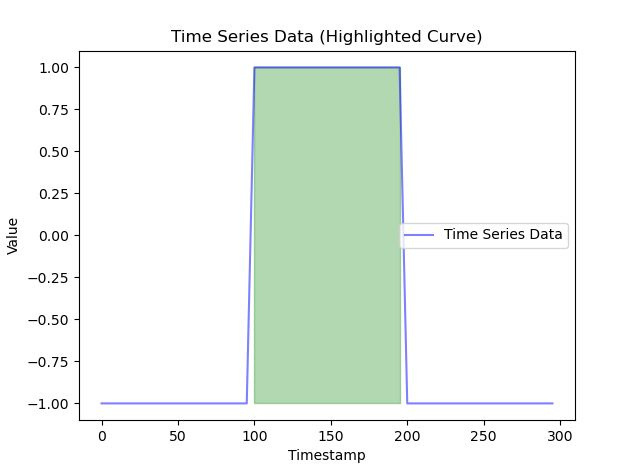 Time Series Data (Highlighted Curve)
1.00
0.75
0.50
0.25
0.00
−0.25
−0.50
−0.75
−1.00
Value
Time Series Data
0 50 100 150 200 250 300
Timestamp